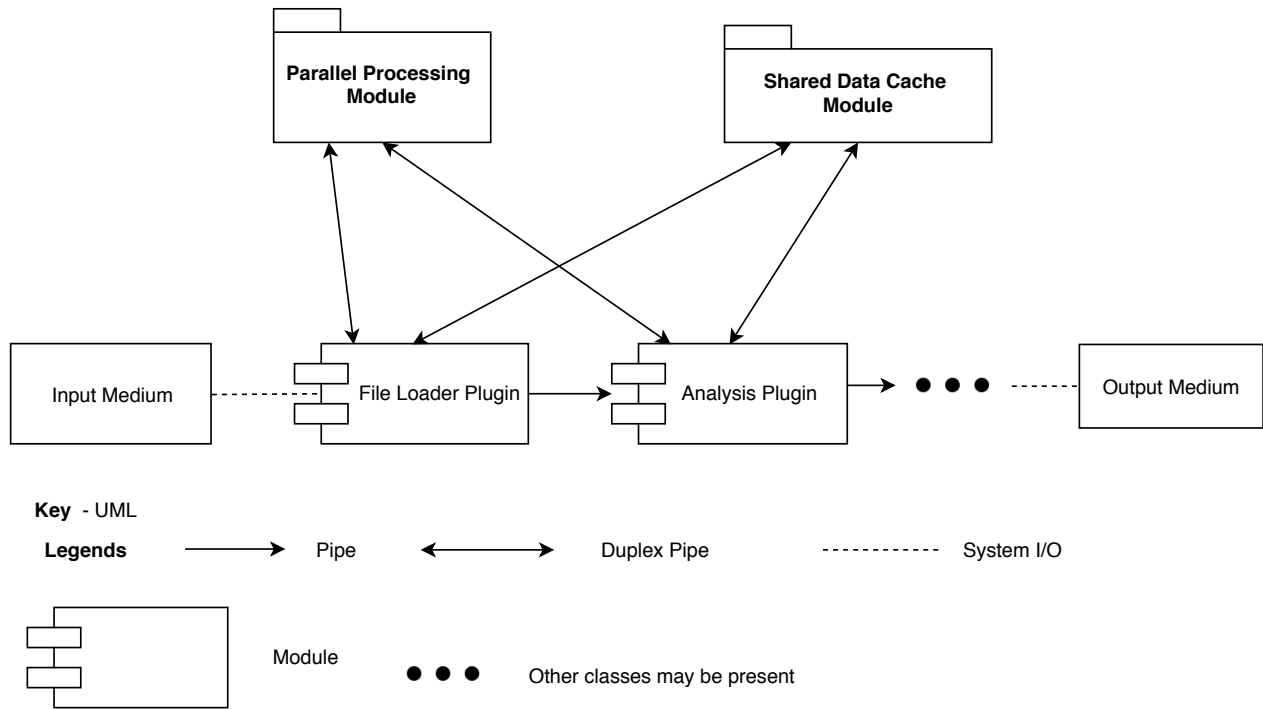 Parallel Processing
Module
Shared Data Cache
Module
Input Medium
File Loader Plugin
Analysis Plugin
Output Medium
Key - UML
Legends
Pipe
Duplex Pipe
System I/O
Module
Other classes may be present